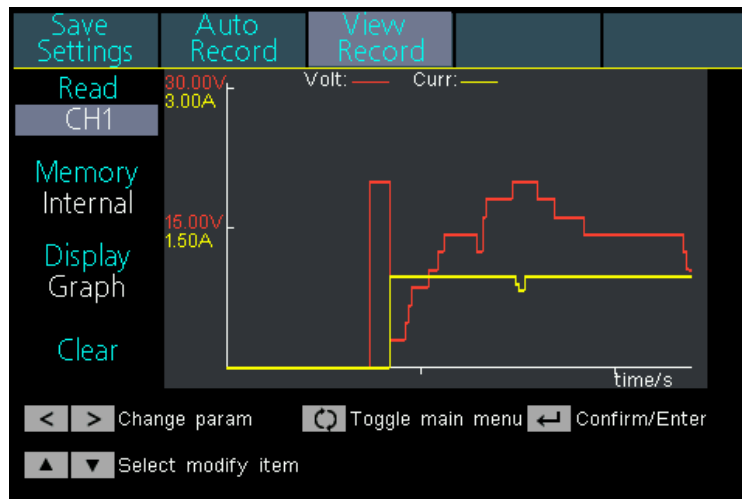 Save
Settings
Auto
Record
View
Record
Read
CH1
Memory
Internal
Display
Graph
Clear
30.00V
3.00A
Volt:
Curr:
15.00V
1.50A
time/s
< > Change param
Toggle main menu
Confirm/Enter
Select modify item